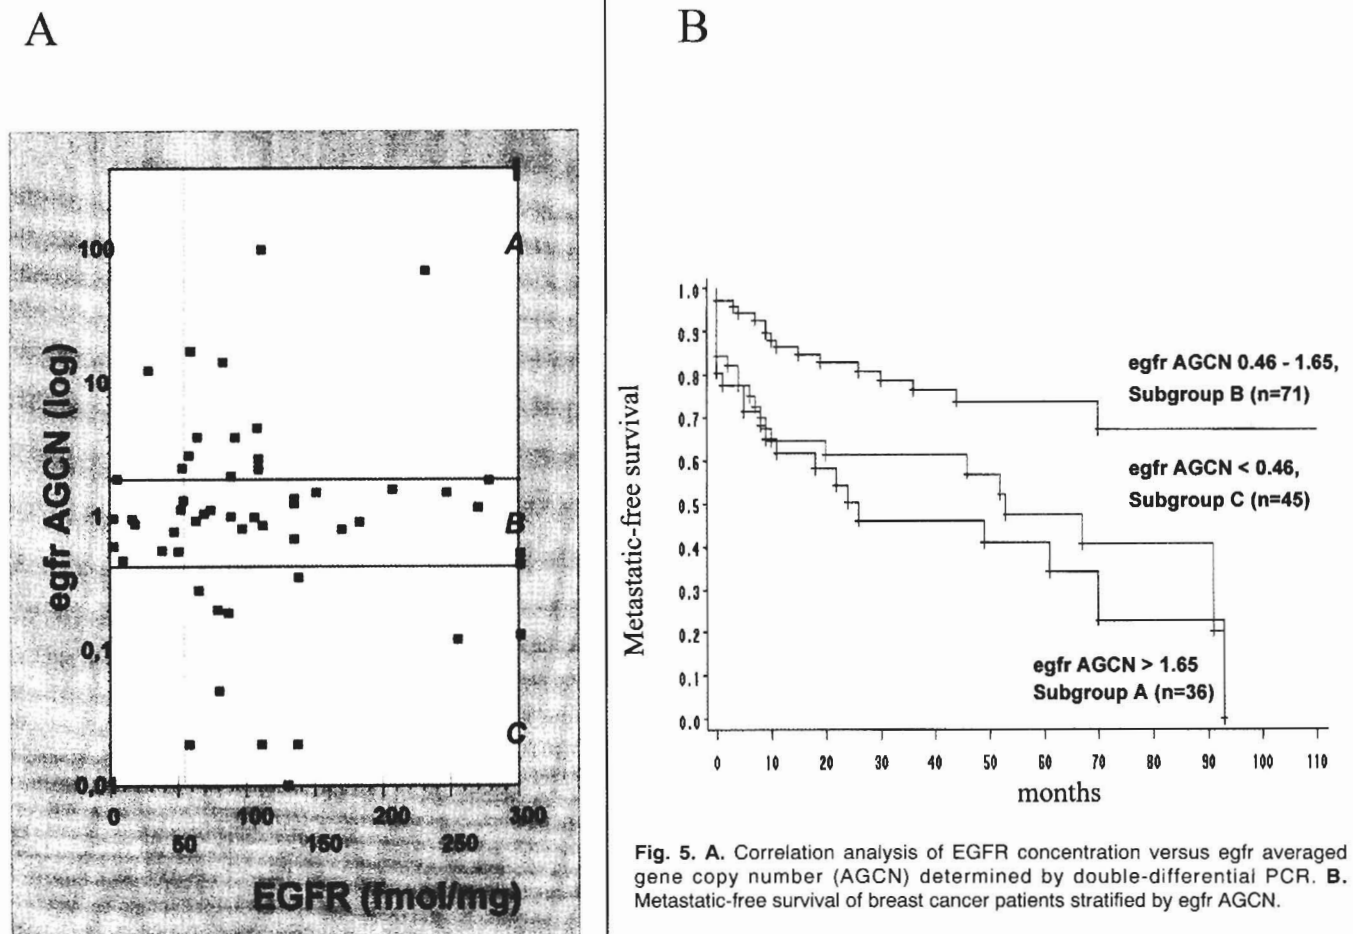 A
100
10
1
0,1
0,01
egfr AGCN (log)
A
B
C
0 100 200 300
50 150 250
EGFR (fmol/mg)
B
1.0
0.9
0.8
0.7
0.6
0.5
0.4
0.3
0.2
0.1
0.0
Metastatic-free survival
egfr AGCN 0.46 - 1.65,
Subgroup B (n=71)
egfr AGCN < 0.46,
Subgroup C (n=45)
egfr AGCN > 1.65
Subgroup A (n=36)
0 10 20 30 40 50 60 70 80 90 100 110
months
Fig. 5. A. Correlation analysis of EGFR concentration versus egfr averaged
gene copy number (AGCN) determined by double-differential PCR. B.
Metastatic-free survival of breast cancer patients stratified by egfr AGCN.